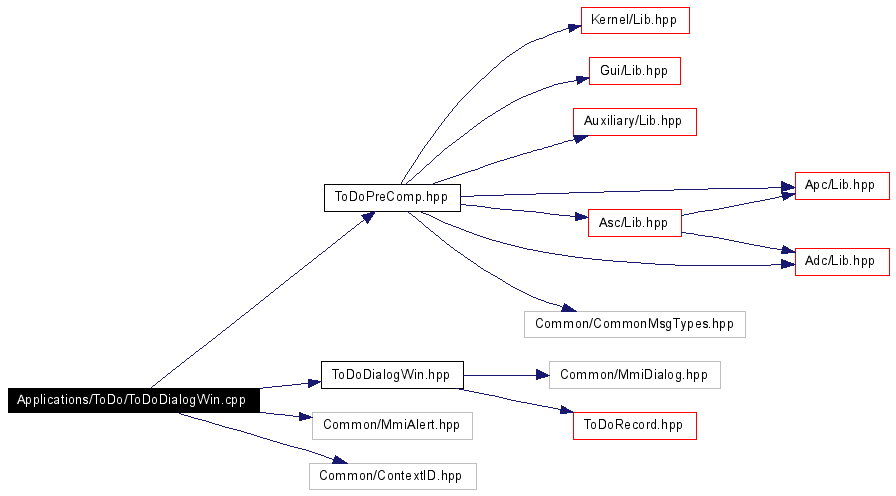 Kernel/Lib.hpp
Gui/Lib.hpp
Auxiliary/Lib.hpp
Apc/Lib.hpp
ToDoPreComp.hpp
Asc/Lib.hpp
Adc/Lib.hpp
Common/CommonMsgTypes.hpp
ToDoDialogWin.hpp
Common/MmiDialog.hpp
Applications/ToDo/ToDoDialogWin.cpp
Common/MmiAlert.hpp
ToDoRecord.hpp
Common/ContextID.hpp